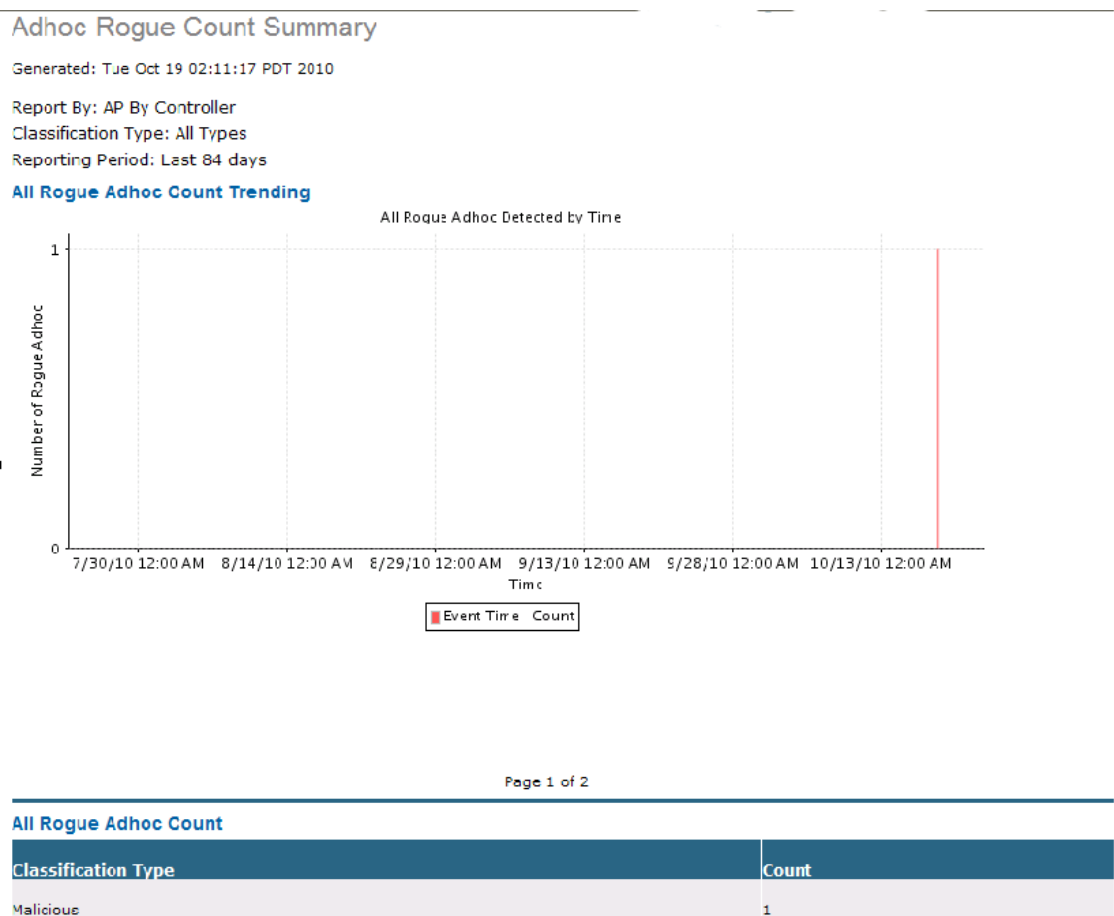 Adhoc Rogue Count Summary
Generated: Tue Oct 19 02:11:17 PDT 2010
Report By: AP By Controller
Classification Type: All Types
Reporting Period: Last 84 days
All Rogue Adhoc Count Trending
All Rogue Adhoc Detected by Time
Number of Rogue Adhoc
1
0
7/30/10 12:00 AM 8/14/10 12:00 AM 8/29/10 12:00 AM 9/13/10 12:00 AM 9/28/10 12:00 AM 10/13/10 12:00 AM
Time
Event Time Count
Page 1 of 2
All Rogue Adhoc Count
Classification Type Count
Malicious 1